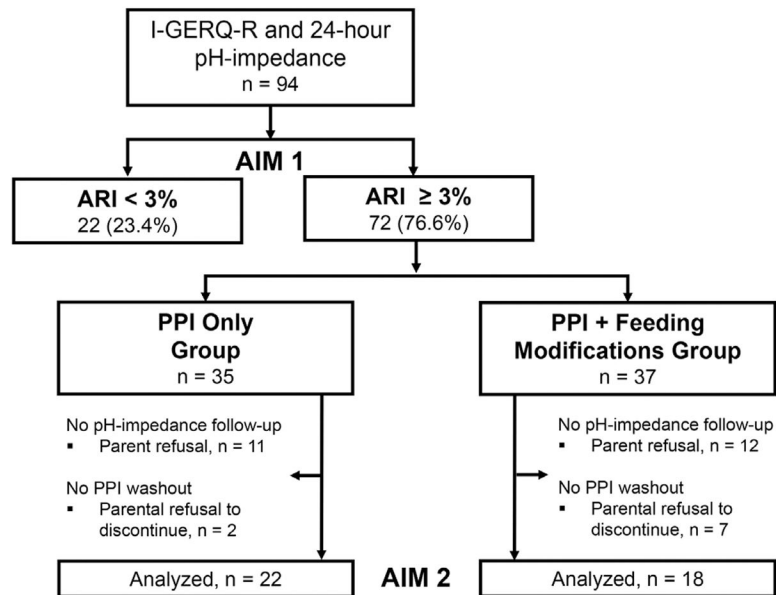 I-GERQ-R and 24-hour
pH-impedance
n = 94
AIM 1
ARI < 3%
22 (23.4%)
ARI ≥ 3%
72 (76.6%)
PPI Only
Group
n = 35
PPI + Feeding
Modifications Group
n = 37
No pH-impedance follow-up
▪ Parent refusal, n = 11
No PPI washout
▪ Parental refusal to
discontinue, n = 2
No pH-impedance follow-up
▪ Parent refusal, n = 12
No PPI washout
▪ Parental refusal to
discontinue, n = 7
Analyzed, n = 22
AIM 2
Analyzed, n = 18